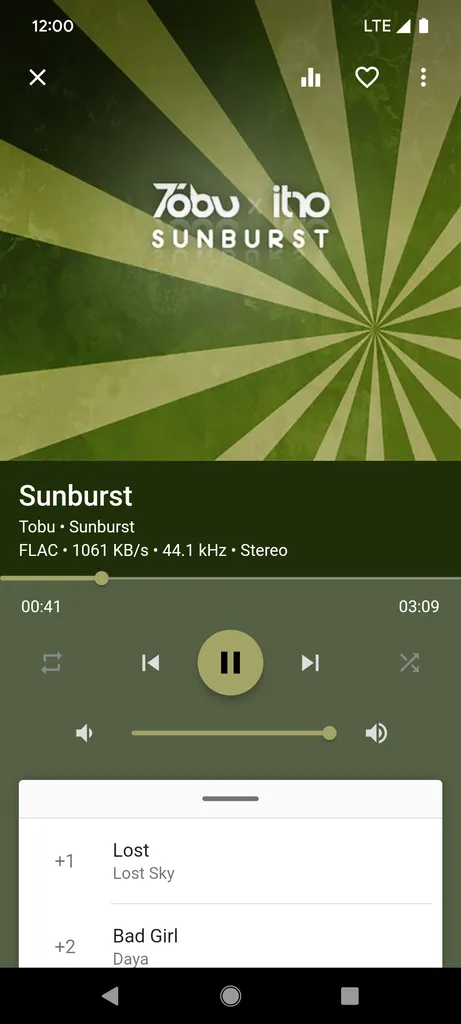 12:00 LTE
Tobu × itro
SUNBURST
Sunburst
Tobu • Sunburst
FLAC • 1061 KB/s • 44.1 kHz • Stereo
00:41 03:09
+1 Lost
Lost Sky
+2 Bad Girl
Daya